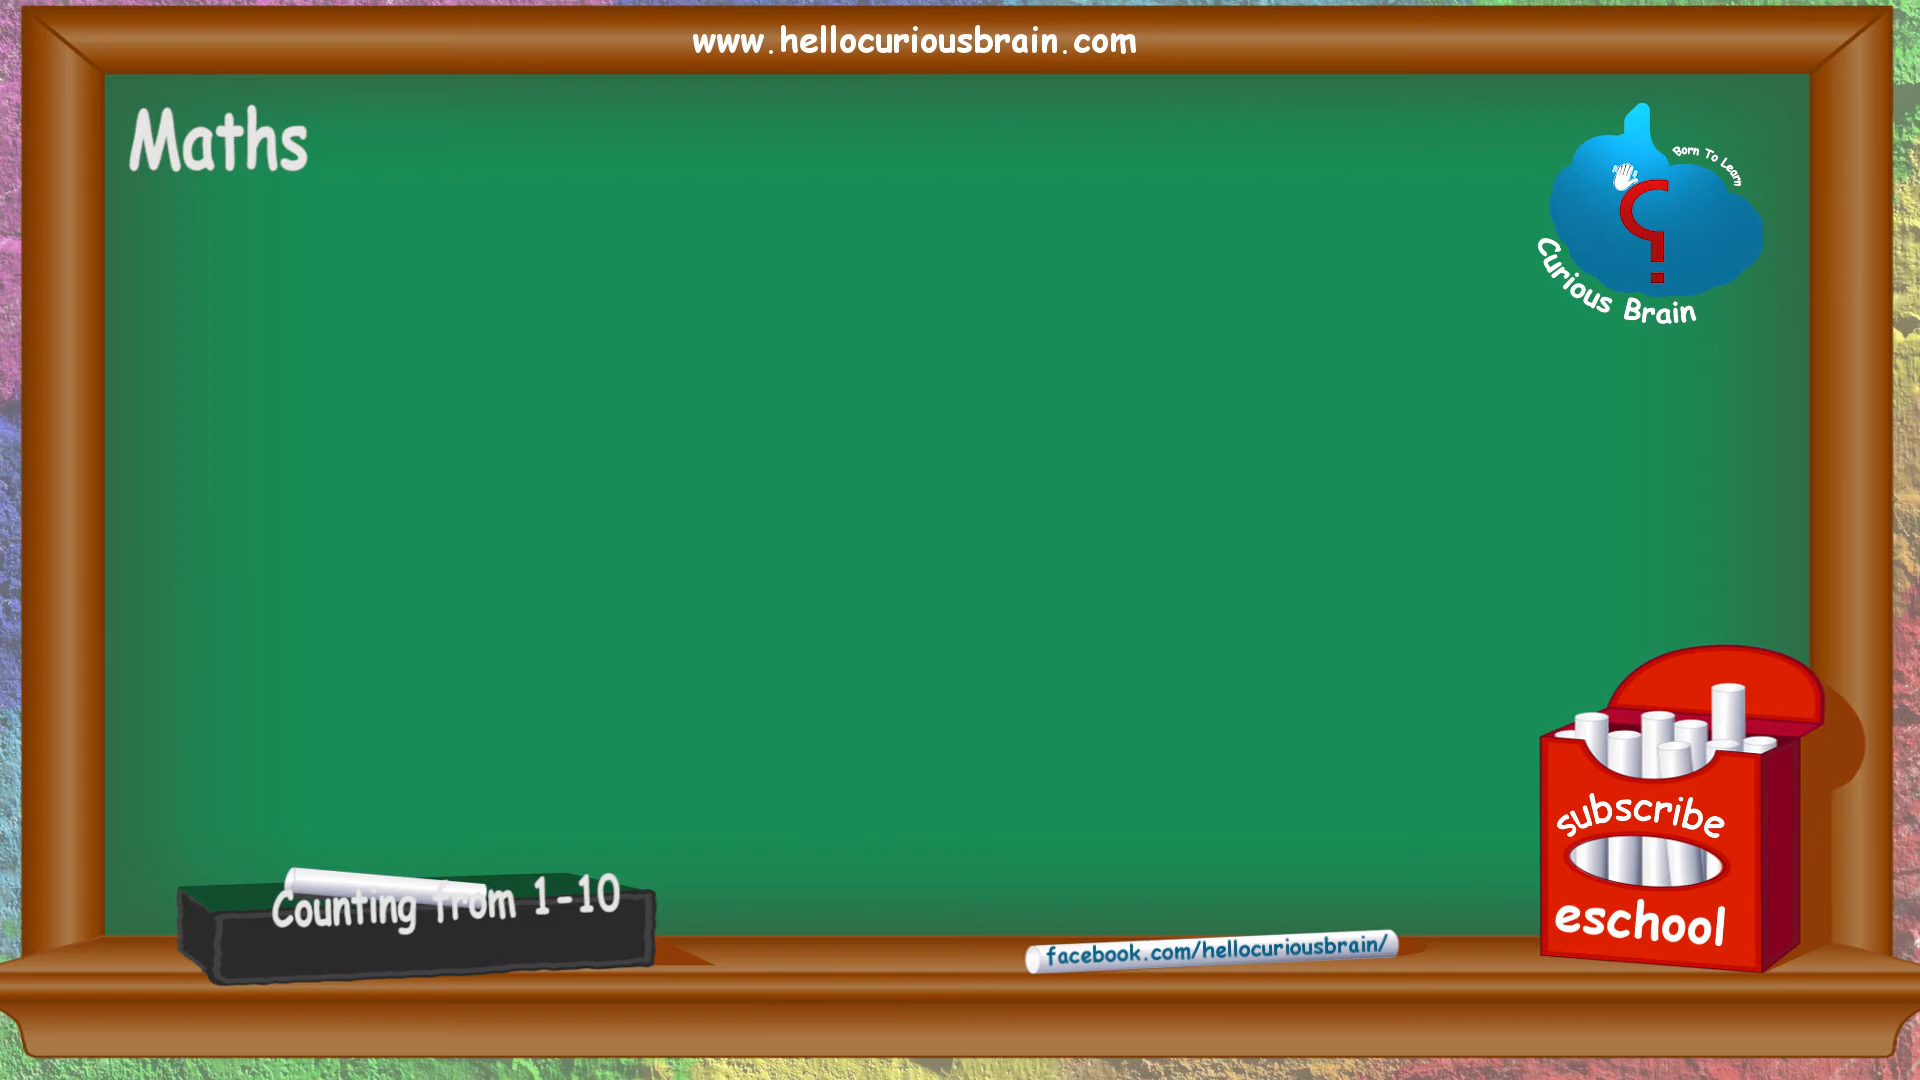 www.hellocuriousbrain.com
Maths
Born To Learn
Curious Brain
subscribe
eschool
Counting from 1-10
facebook.com/hellocuriousbrain/